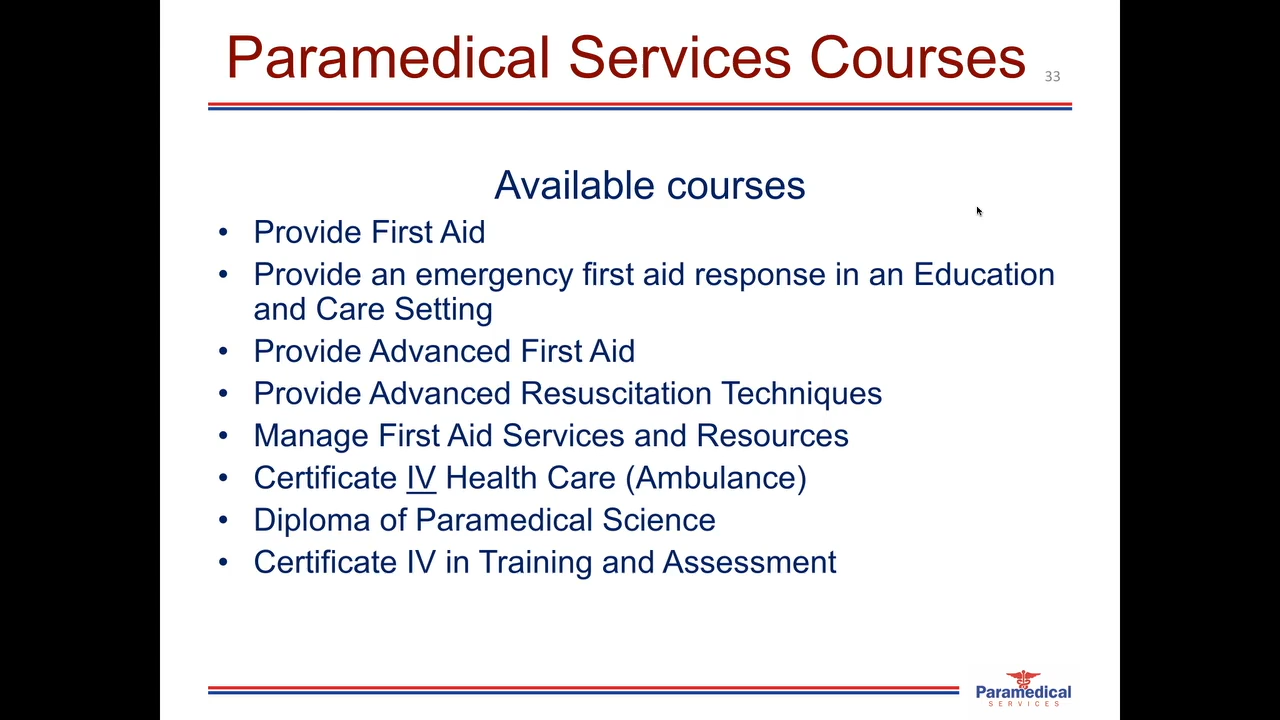 Paramedical Services Courses
33
Available courses
• Provide First Aid
• Provide an emergency first aid response in an Education
and Care Setting
• Provide Advanced First Aid
• Provide Advanced Resuscitation Techniques
• Manage First Aid Services and Resources
• Certificate IV Health Care (Ambulance)
• Diploma of Paramedical Science
• Certificate IV in Training and Assessment
Paramedical
SERVICES